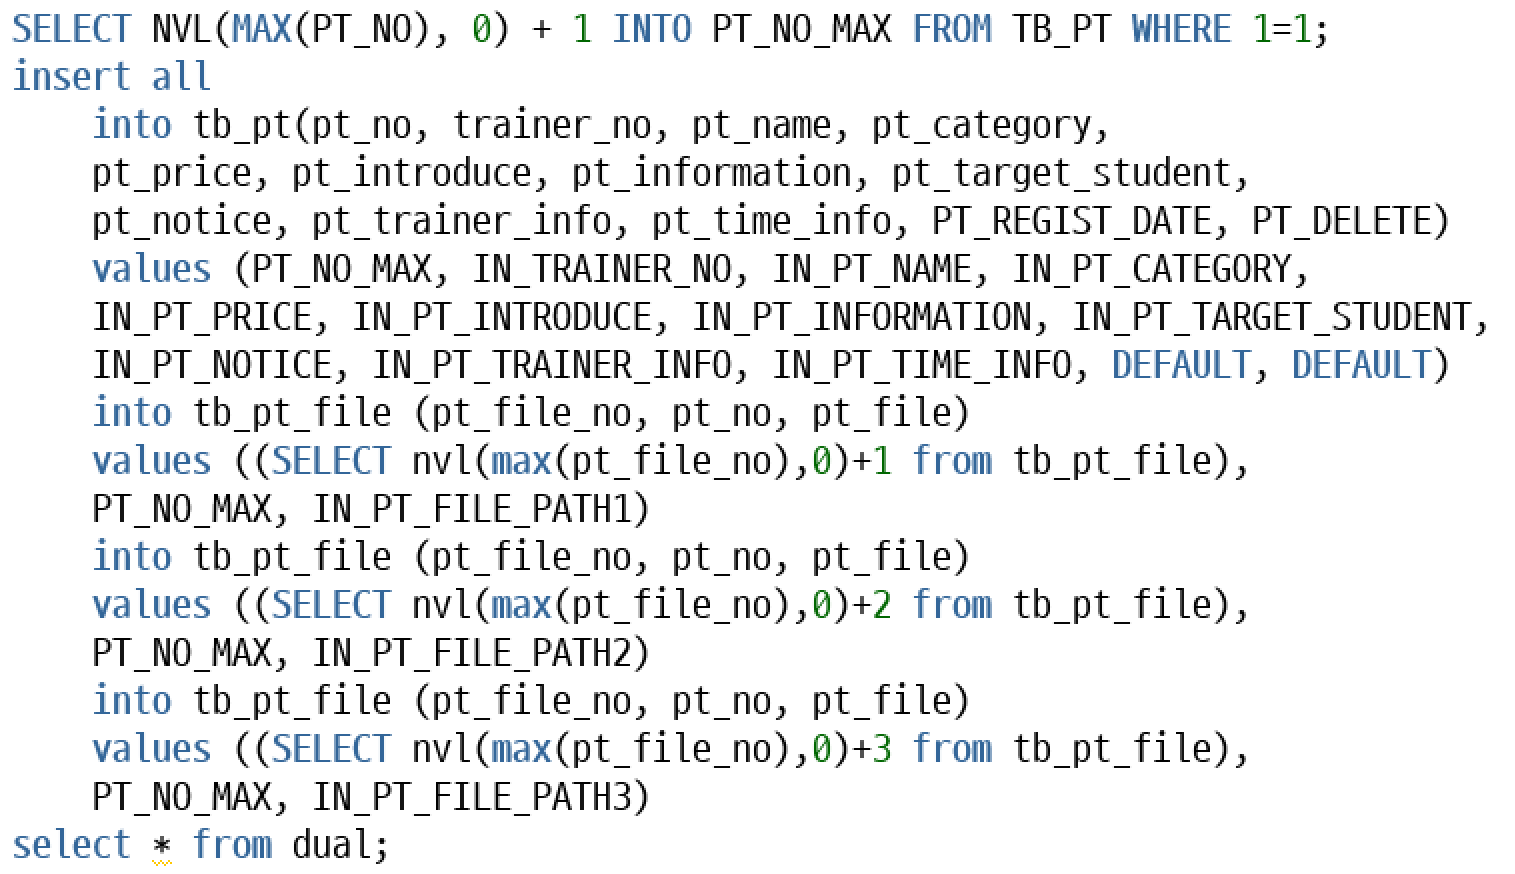 SELECT NVL(MAX(PT_NO), 0) + 1 INTO PT_NO_MAX FROM TB_PT WHERE 1=1;
insert all
    into tb_pt(pt_no, trainer_no, pt_name, pt_category,
    pt_price, pt_introduce, pt_information, pt_target_student,
    pt_notice, pt_trainer_info, pt_time_info, PT_REGIST_DATE, PT_DELETE)
    values (PT_NO_MAX, IN_TRAINER_NO, IN_PT_NAME, IN_PT_CATEGORY,
    IN_PT_PRICE, IN_PT_INTRODUCE, IN_PT_INFORMATION, IN_PT_TARGET_STUDENT,
    IN_PT_NOTICE, IN_PT_TRAINER_INFO, IN_PT_TIME_INFO, DEFAULT, DEFAULT)
    into tb_pt_file (pt_file_no, pt_no, pt_file)
    values ((SELECT nvl(max(pt_file_no),0)+1 from tb_pt_file),
    PT_NO_MAX, IN_PT_FILE_PATH1)
    into tb_pt_file (pt_file_no, pt_no, pt_file)
    values ((SELECT nvl(max(pt_file_no),0)+2 from tb_pt_file),
    PT_NO_MAX, IN_PT_FILE_PATH2)
    into tb_pt_file (pt_file_no, pt_no, pt_file)
    values ((SELECT nvl(max(pt_file_no),0)+3 from tb_pt_file),
    PT_NO_MAX, IN_PT_FILE_PATH3)
select * from dual;